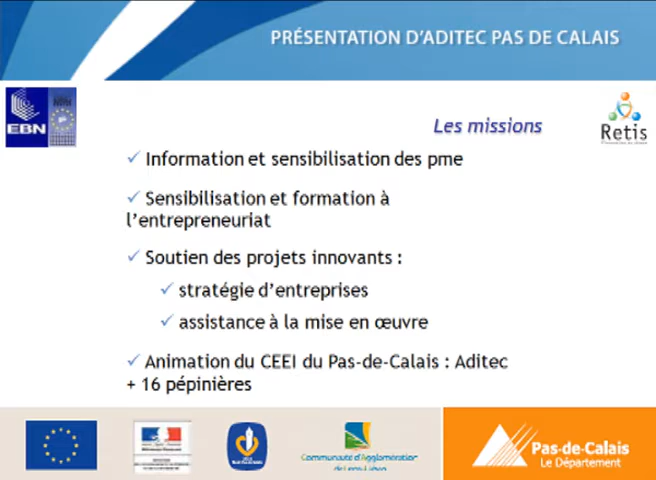 PRÉSENTATION D'ADITEC PAS DE CALAIS
EBN
Les missions
Retis
✓ Information et sensibilisation des pme
✓ Sensibilisation et formation à
l'entrepreneuriat
✓ Soutien des projets innovants :
✓ stratégie d'entreprises
✓ assistance à la mise en œuvre
✓ Animation du CEEI du Pas-de-Calais : Aditec
+ 16 pépinières
Communauté d'Agglomération
Pas-de-Calais
Le Département